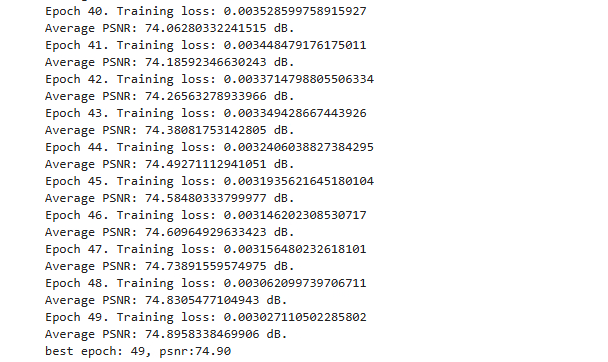 Epoch 40. Training loss: 0.003528599758915927
Average PSNR: 74.06280332241515 dB.
Epoch 41. Training loss: 0.003448479176175011
Average PSNR: 74.18592346630243 dB.
Epoch 42. Training loss: 0.0033714798805506334
Average PSNR: 74.26563278933966 dB.
Epoch 43. Training loss: 0.003349428667443926
Average PSNR: 74.38081753142805 dB.
Epoch 44. Training loss: 0.0032406038827384295
Average PSNR: 74.49271112941051 dB.
Epoch 45. Training loss: 0.0031935621645180104
Average PSNR: 74.58480333799977 dB.
Epoch 46. Training loss: 0.003146202308530717
Average PSNR: 74.60964929633423 dB.
Epoch 47. Training loss: 0.003156480232618101
Average PSNR: 74.73891559574975 dB.
Epoch 48. Training loss: 0.003062099739706711
Average PSNR: 74.8305477104943 dB.
Epoch 49. Training loss: 0.003027110502285802
Average PSNR: 74.8958338469906 dB.
best epoch: 49, psnr:74.90